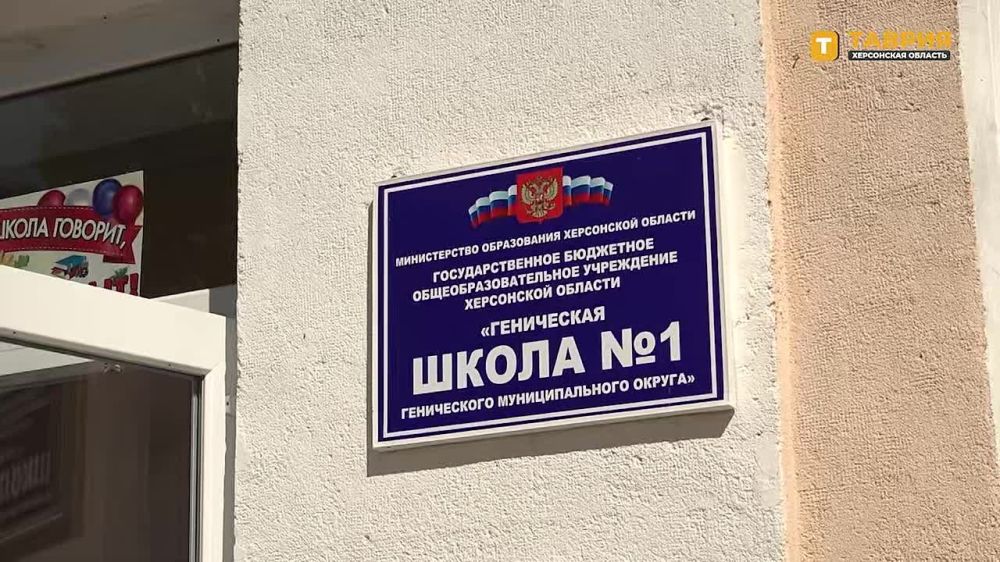 ТАВРИЯ
ХЕРСОНСКАЯ ОБЛАСТЬ
ШКОЛА ГОВОРИТ,
МИНИСТЕРСТВО ОБРАЗОВАНИЯ ХЕРСОНСКОЙ ОБЛАСТИ
ГОСУДАРСТВЕННОЕ БЮДЖЕТНОЕ
ОБЩЕОБРАЗОВАТЕЛЬНОЕ УЧРЕЖДЕНИЕ
ХЕРСОНСКОЙ ОБЛАСТИ
«ГЕНИЧЕСКАЯ
ШКОЛА №1
ГЕНИЧЕСКОГО МУНИЦИПАЛЬНОГО ОКРУГА»